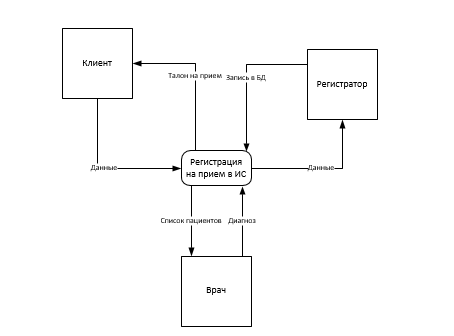 Клиент
Талон на прием
Запись в БД
Регистратор
Данные
Регистрация
на прием в ИС
Данные
Список пациентов
Диагноз
Врач